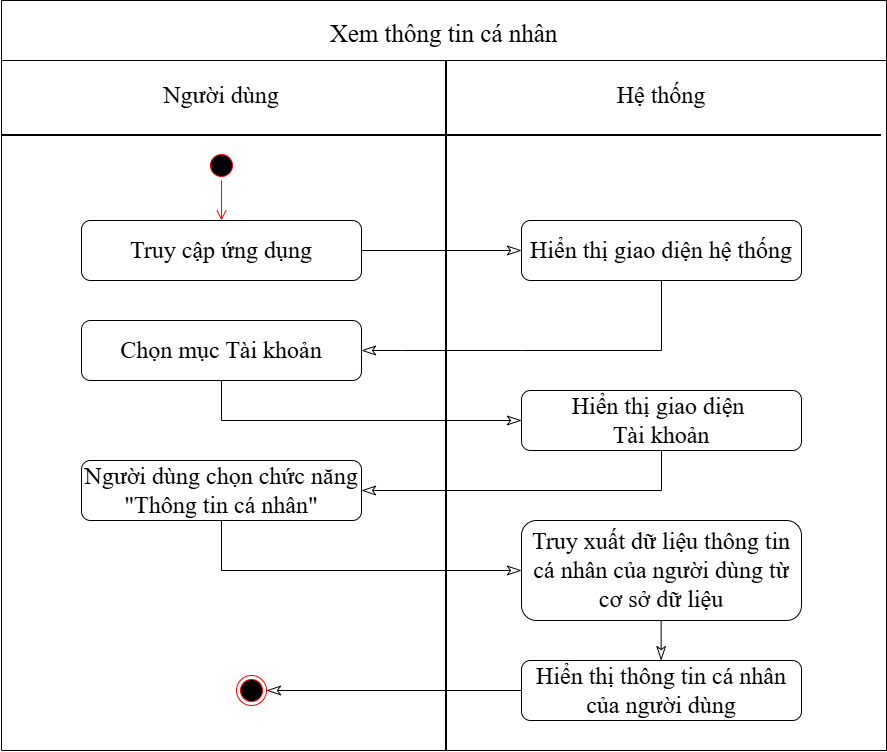 Xem thông tin cá nhân
Người dùng
Hệ thống
Truy cập ứng dụng
Hiển thị giao diện hệ thống
Chọn mục Tài khoản
Hiển thị giao diện
Tài khoản
Người dùng chọn chức năng
"Thông tin cá nhân"
Truy xuất dữ liệu thông tin
cá nhân của người dùng từ
cơ sở dữ liệu
Hiển thị thông tin cá nhân
của người dùng